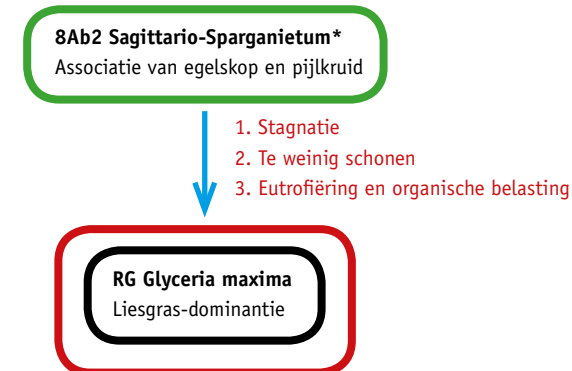 8Ab2 Sagittario-Sparganietum*
Associatie van egelskop en pijlkruid
1. Stagnatie
2. Te weinig schonen
3. Eutrofiëring en organische belasting
RG Glyceria maxima
Liesgras-dominantie